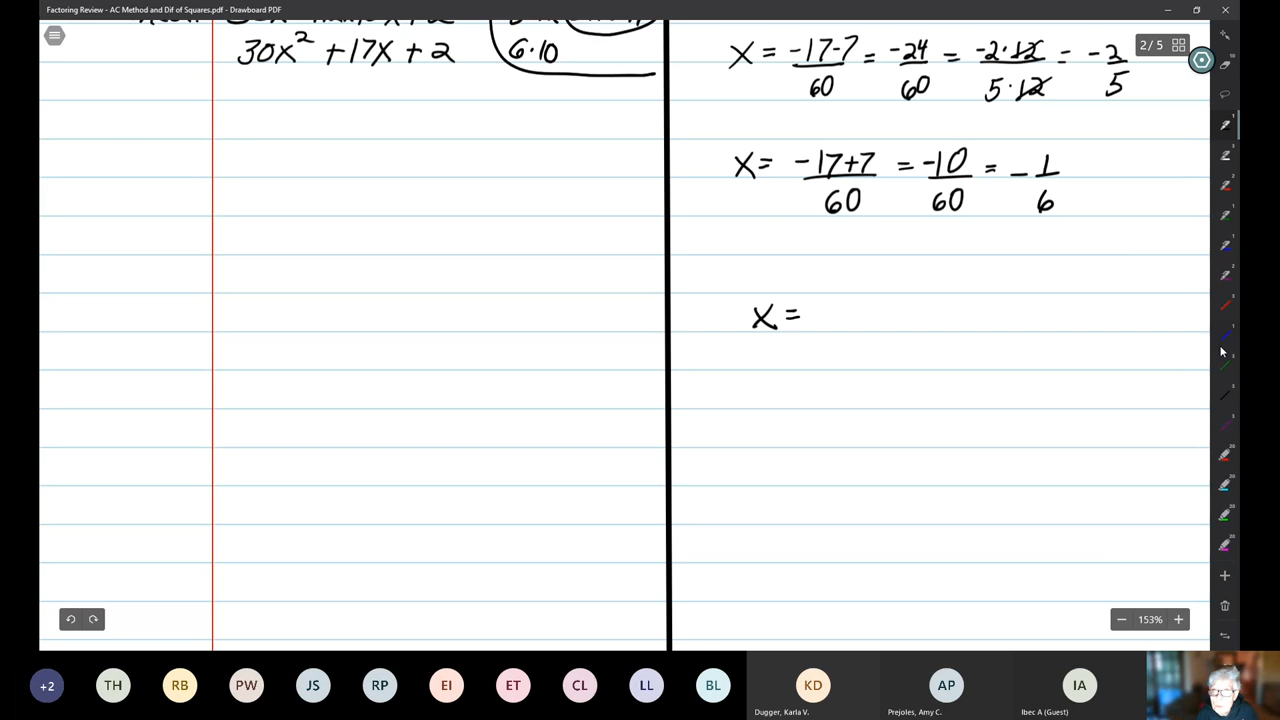 Factoring Review - AC Method and Dif of Squares.pdf - Drawboard PDF
30x² +17x + 2
6·10
x = -17-7/60 = -24/60 = -2·12/5·12 = -2/5
2/5
x = -17+7/60 = -10/60 = -1/6
x =
153%
+2 TH RB PW JS RP EI ET CL LL BL KD AP IA
Dugger, Karla V. Prejoles, Amy C. Ibec A (Guest)